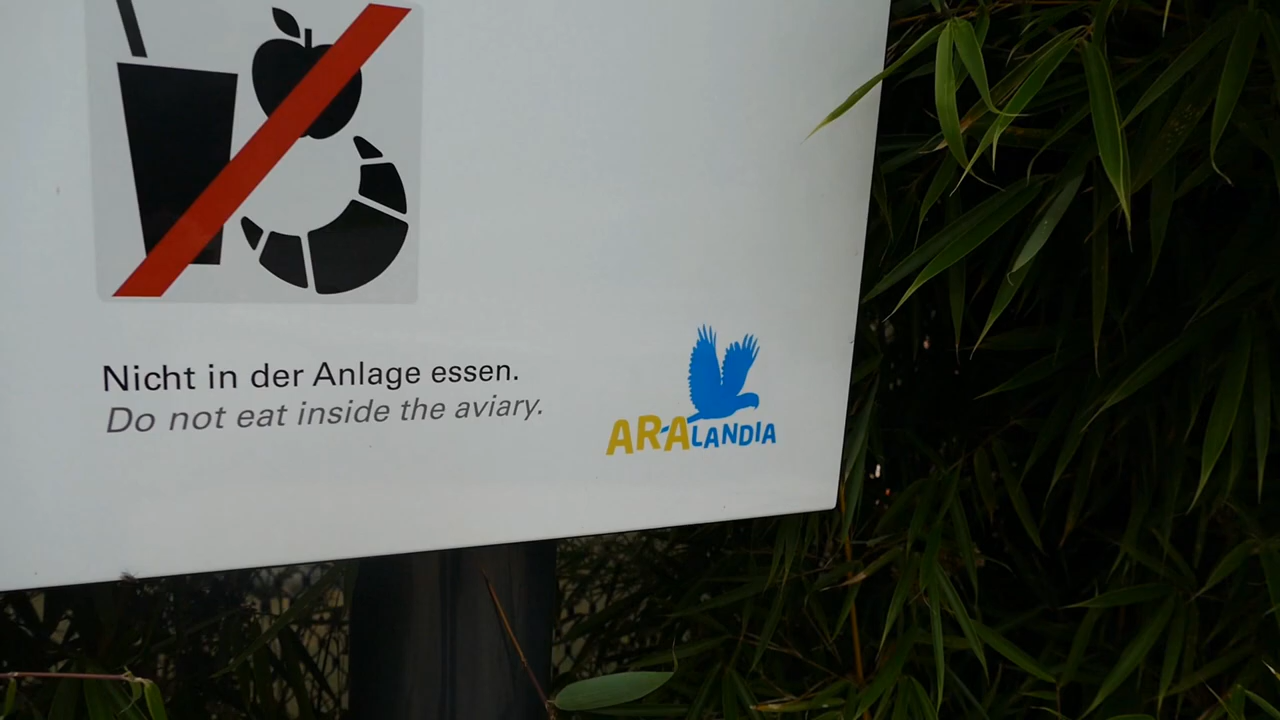 Nicht in der Anlage essen.
Do not eat inside the aviary.
ARALANDIA